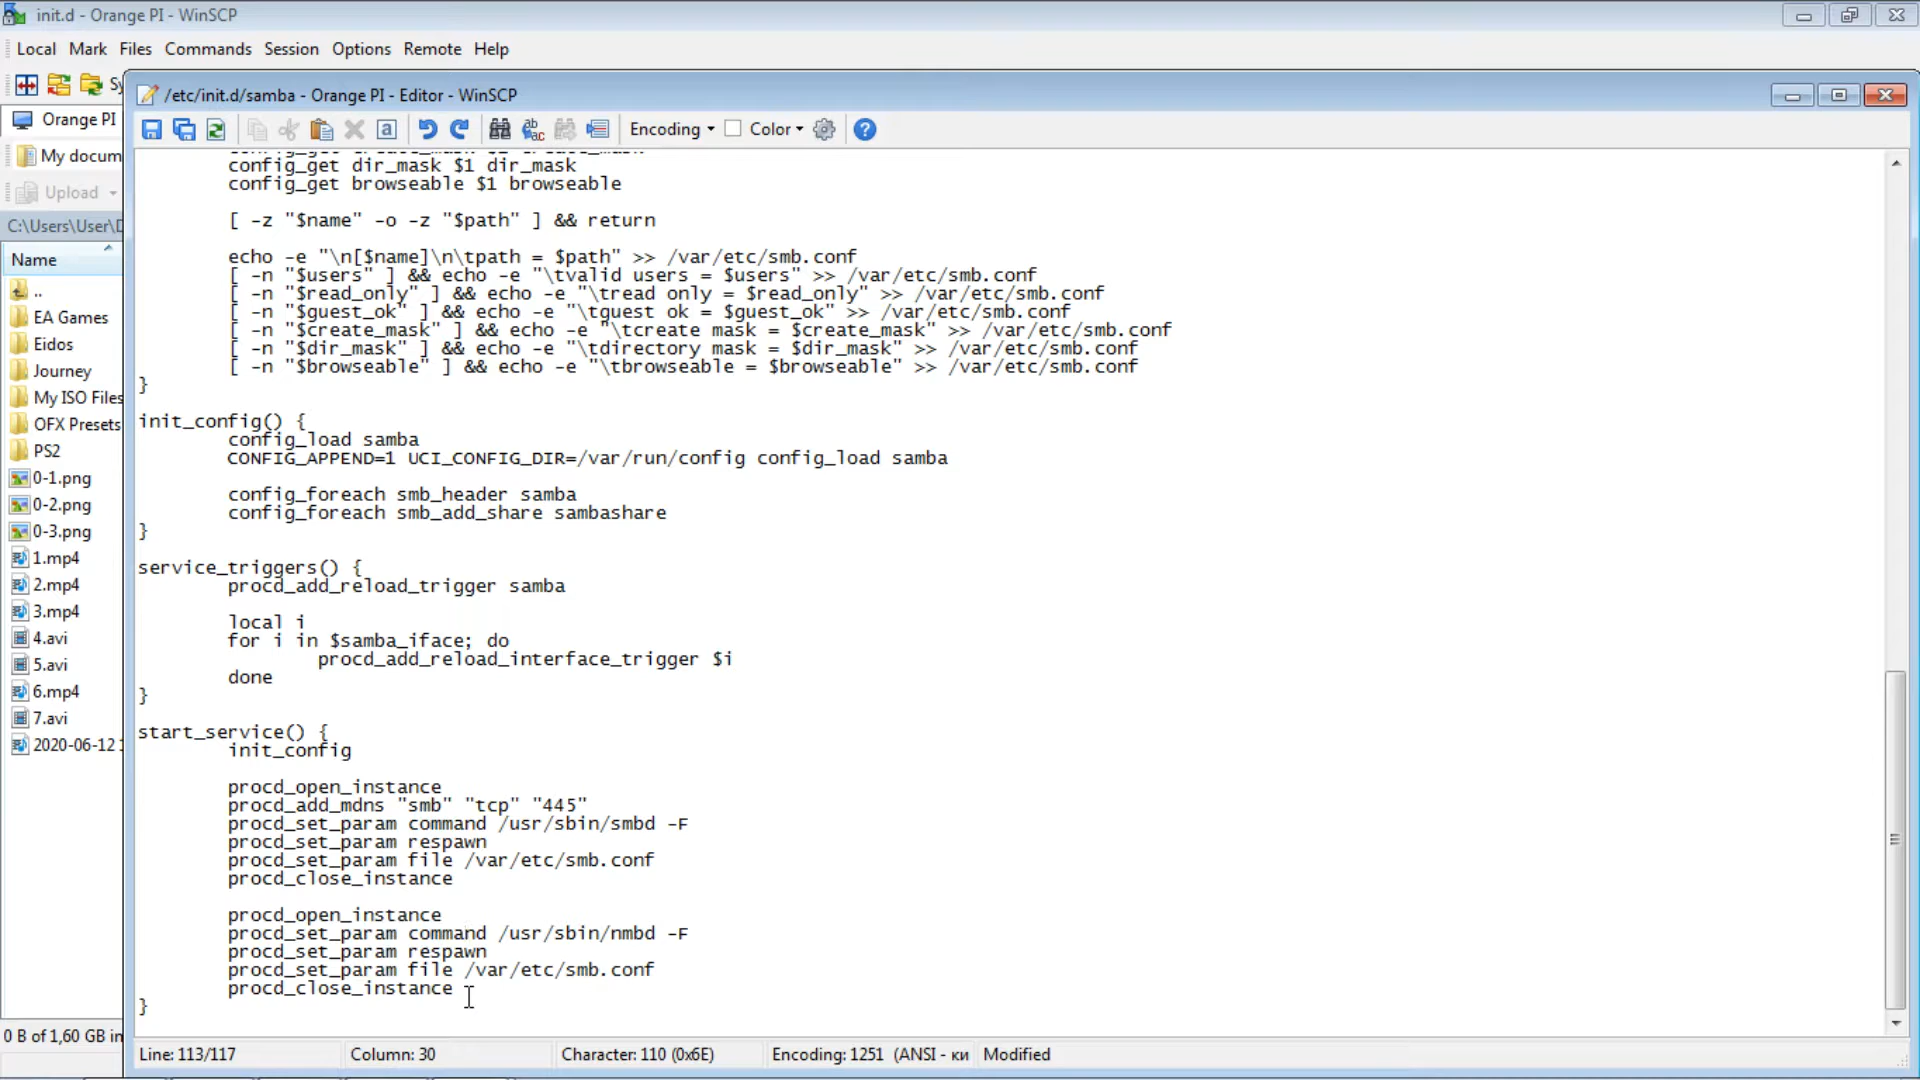 init.d - Orange PI - WinSCP
Local Mark Files Commands Session Options Remote Help
/etc/init.d/samba - Orange PI - Editor - WinSCP
Orange PI
Encoding Color
My docum
Upload
C:\Users\User\
Name
..
EA Games
Eidos
Journey
My ISO Files
OFX Presets
PS2
0-1.png
0-2.png
0-3.png
1.mp4
2.mp4
3.mp4
4.avi
5.avi
6.mp4
7.avi
2020-06-12
0 B of 1,60 GB in
config_get dir_mask $1 dir_mask
config_get browseable $1 browseable
[ -z "$name" -o -z "$path" ] && return
echo -e "\n[$name]\n\tpath = $path" >> /var/etc/smb.conf
[ -n "$users" ] && echo -e "\tvalid users = $users" >> /var/etc/smb.conf
[ -n "$read_only" ] && echo -e "\tread only = $read_only" >> /var/etc/smb.conf
[ -n "$guest_ok" ] && echo -e "\tguest ok = $guest_ok" >> /var/etc/smb.conf
[ -n "$create_mask" ] && echo -e "\tcreate mask = $create_mask" >> /var/etc/smb.conf
[ -n "$dir_mask" ] && echo -e "\tdirectory mask = $dir_mask" >> /var/etc/smb.conf
[ -n "$browseable" ] && echo -e "\tbrowseable = $browseable" >> /var/etc/smb.conf
}
init_config() {
config_load samba
CONFIG_APPEND=1 UCI_CONFIG_DIR=/var/run/config config_load samba
config_foreach smb_header samba
config_foreach smb_add_share sambashare
}
service_triggers() {
procd_add_reload_trigger samba
local i
for i in $samba_iface; do
procd_add_reload_interface_trigger $i
done
}
start_service() {
init_config
procd_open_instance
procd_add_mdns "smb" "tcp" "445"
procd_set_param command /usr/sbin/smbd -F
procd_set_param respawn
procd_set_param file /var/etc/smb.conf
procd_close_instance
procd_open_instance
procd_set_param command /usr/sbin/nmbd -F
procd_set_param respawn
procd_set_param file /var/etc/smb.conf
procd_close_instance
}
Line: 113/117 Column: 30 Character: 110 (0x6E) Encoding: 1251 (ANSI - ки Modified